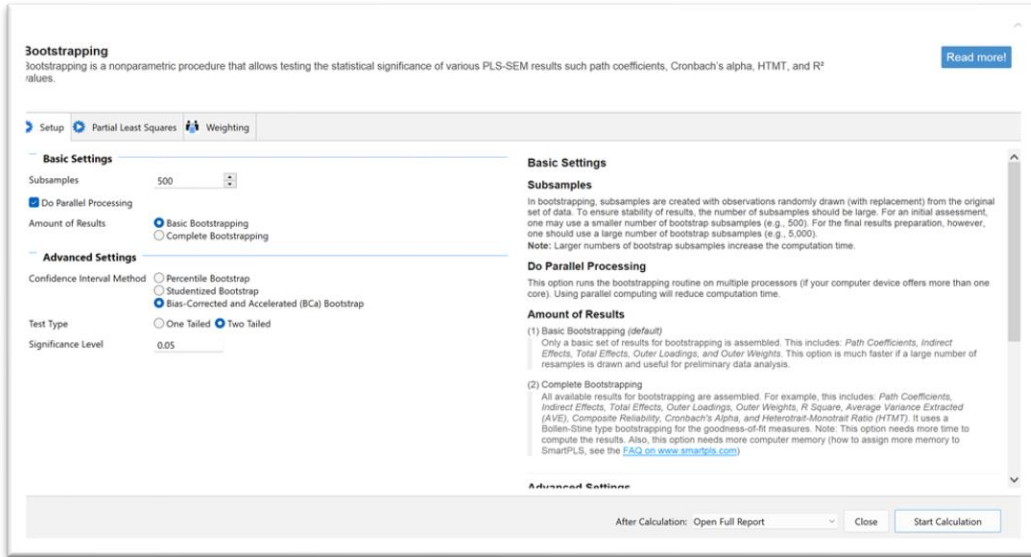 Bootstrapping
Bootstrapping is a nonparametric procedure that allows testing the statistical significance of various PLS-SEM results such path coefficients, Cronbach's alpha, HTMT, and R²
values.
Read more!
Setup
Partial Least Squares
Weighting
Basic Settings
Subsamples 500
Do Parallel Processing
Amount of Results Basic Bootstrapping
Complete Bootstrapping
Advanced Settings
Confidence Interval Method Percentile Bootstrap
Studentized Bootstrap
Bias-Corrected and Accelerated (BCa) Bootstrap
Test Type One Tailed Two Tailed
Significance Level 0.05
Basic Settings
Subsamples
In bootstrapping, subsamples are created with observations randomly drawn (with replacement) from the original
set of data. To ensure stability of results, the number of subsamples should be large. For an initial assessment,
one may use a smaller number of bootstrap subsamples (e.g., 500). For the final results preparation, however,
one should use a large number of bootstrap subsamples (e.g., 5,000).
Note: Larger numbers of bootstrap subsamples increase the computation time.
Do Parallel Processing
This option runs the bootstrapping routine on multiple processors (if your computer device offers more than one
core). Using parallel computing will reduce computation time.
Amount of Results
(1) Basic Bootstrapping (default)
Only a basic set of results for bootstrapping is assembled. This includes: Path Coefficients, Indirect
Effects, Total Effects, Outer Loadings, and Outer Weights. This option is much faster if a large number of
resamples is drawn and useful for preliminary data analysis.
(2) Complete Bootstrapping
All available results for bootstrapping are assembled. For example, this includes: Path Coefficients,
Indirect Effects, Total Effects, Outer Loadings, Outer Weights, R Square, Average Variance Extracted
(AVE), Composite Reliability, Cronbach's Alpha, and Heterotrait-Monotrait Ratio (HTMT). It uses a
Bollen-Stine type bootstrapping for the goodness-of-fit measures. Note: This option needs more time to
compute the results. Also, this option needs more computer memory (how to assign more memory to
SmartPLS, see the FAQ on www.smartpls.com)
Advanced Settings
After Calculation: Open Full Report
Close
Start Calculation